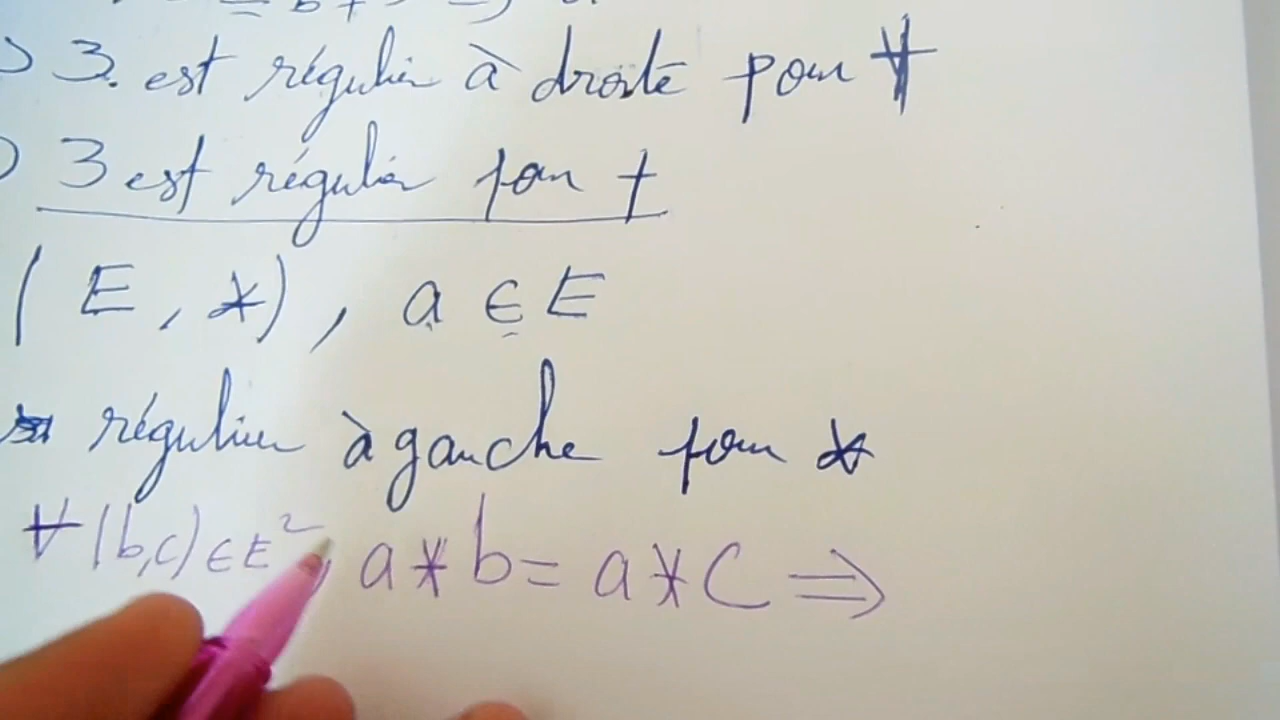 3. est régulier à droite pour +
3 est régulier pour +
(E, *), a ∈ E
régulier à gauche pour *
∀(b,c) ∈ E², a * b = a * c ⇒